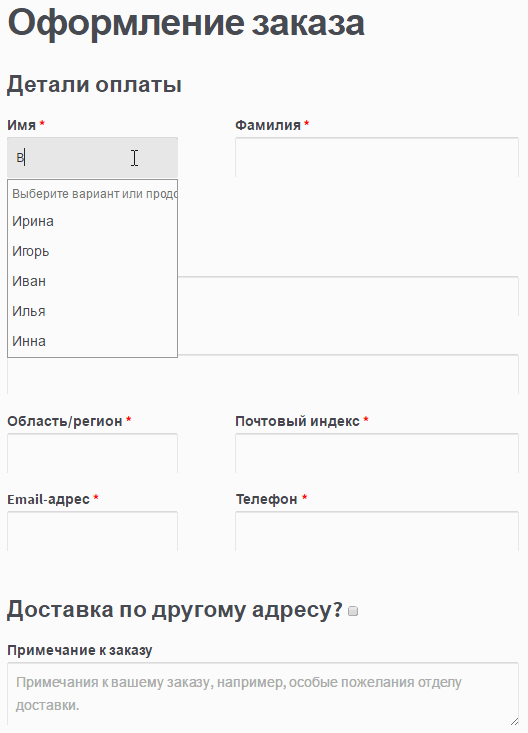 Оформление заказа
Детали оплаты
Имя *
Фамилия *
В
Выберите вариант или продо
Ирина
Игорь
Иван
Илья
Инна
Область/регион *
Почтовый индекс *
Email-адрес *
Телефон *
Доставка по другому адресу?
Примечание к заказу
Примечания к вашему заказу, например, особые пожелания отделу
доставки.